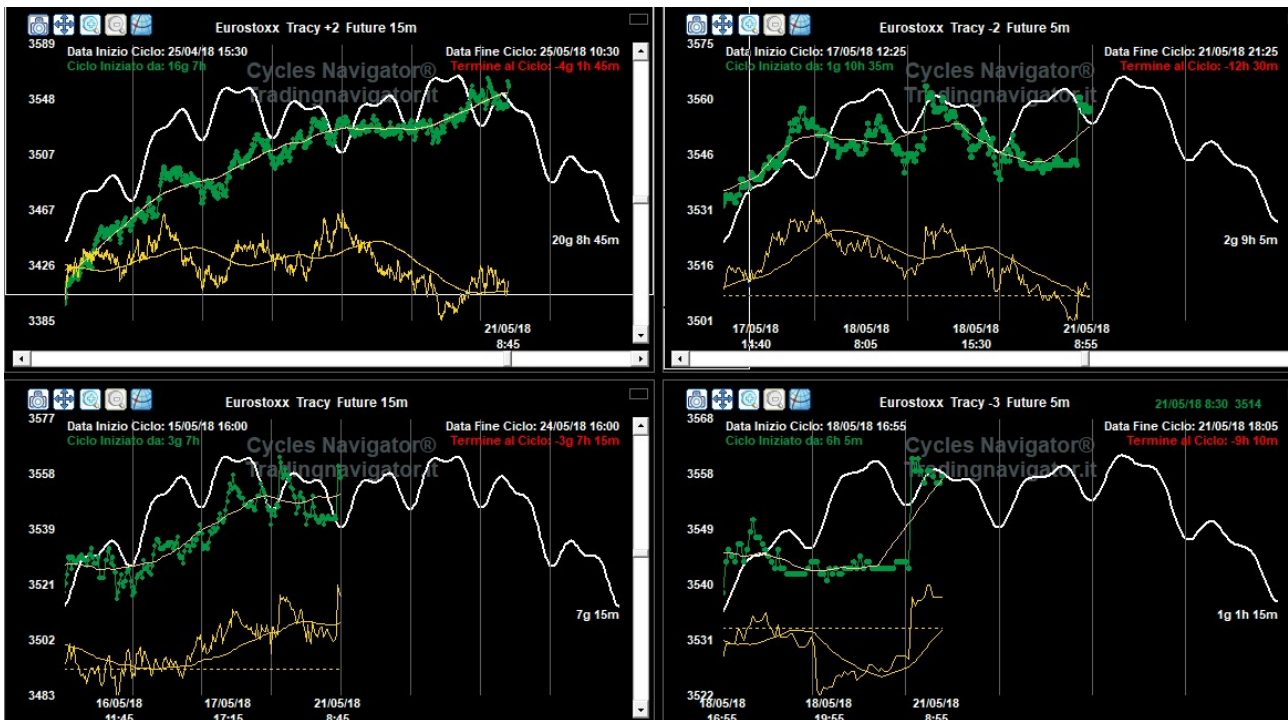 Eurostoxx Tracy +2 Future 15m
3589
Data Inizio Ciclo: 25/04/18 15:30
Data Fine Ciclo: 25/05/18 10:30
Ciclo Iniziato da: 16g 7h
Termine al Ciclo: -4g 1h 45m
Cycles Navigator®
Tradingnavigator.it
3548
3507
3467
20g 8h 45m
3426
3385
21/05/18
8:45
Eurostoxx Tracy -2 Future 5m
3575
Data Inizio Ciclo: 17/05/18 12:25
Data Fine Ciclo: 21/05/18 21:25
Ciclo Iniziato da: 1g 10h 35m
Termine al Ciclo: -12h 30m
Cycles Navigator®
Tradingnavigator.it
3560
3546
3531
2g 9h 5m
3516
3501
17/05/18 18/05/18 18/05/18 21/05/18
14:40 8:05 15:30 8:55
Eurostoxx Tracy Future 15m
3577
Data Inizio Ciclo: 15/05/18 16:00
Data Fine Ciclo: 24/05/18 16:00
Ciclo Iniziato da: 3g 7h
Termine al Ciclo: -3g 7h 15m
Cycles Navigator®
Tradingnavigator.it
3558
3539
3521
7g 15m
3502
3483
16/05/18 17/05/18 21/05/18
11:45 17:15 8:45
Eurostoxx Tracy -3 Future 5m
21/05/18 8:30 3514
3568
Data Inizio Ciclo: 18/05/18 16:55
Data Fine Ciclo: 21/05/18 18:05
Ciclo Iniziato da: 6h 5m
Termine al Ciclo: -9h 10m
Cycles Navigator®
Tradingnavigator.it
3558
3549
3540
1g 1h 15m
3531
3522
18/05/18 18/05/18 21/05/18
16:55 19:55 8:55